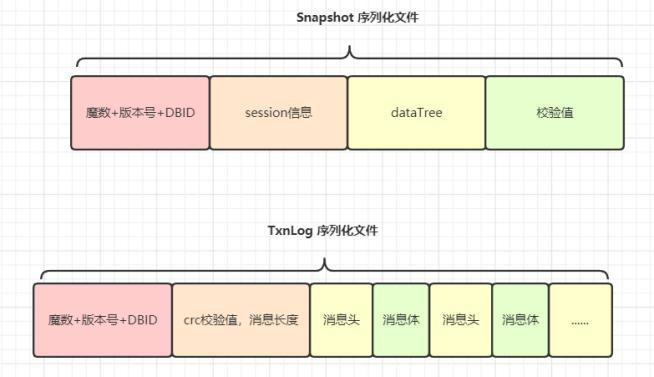 Snapshot 序列化文件
魔数+版本号+DBID
session信息
dataTree
校验值
TxnLog 序列化文件
魔数+版本号+DBID
crc校验值，消息长度
消息头
消息体
消息头
消息体
......